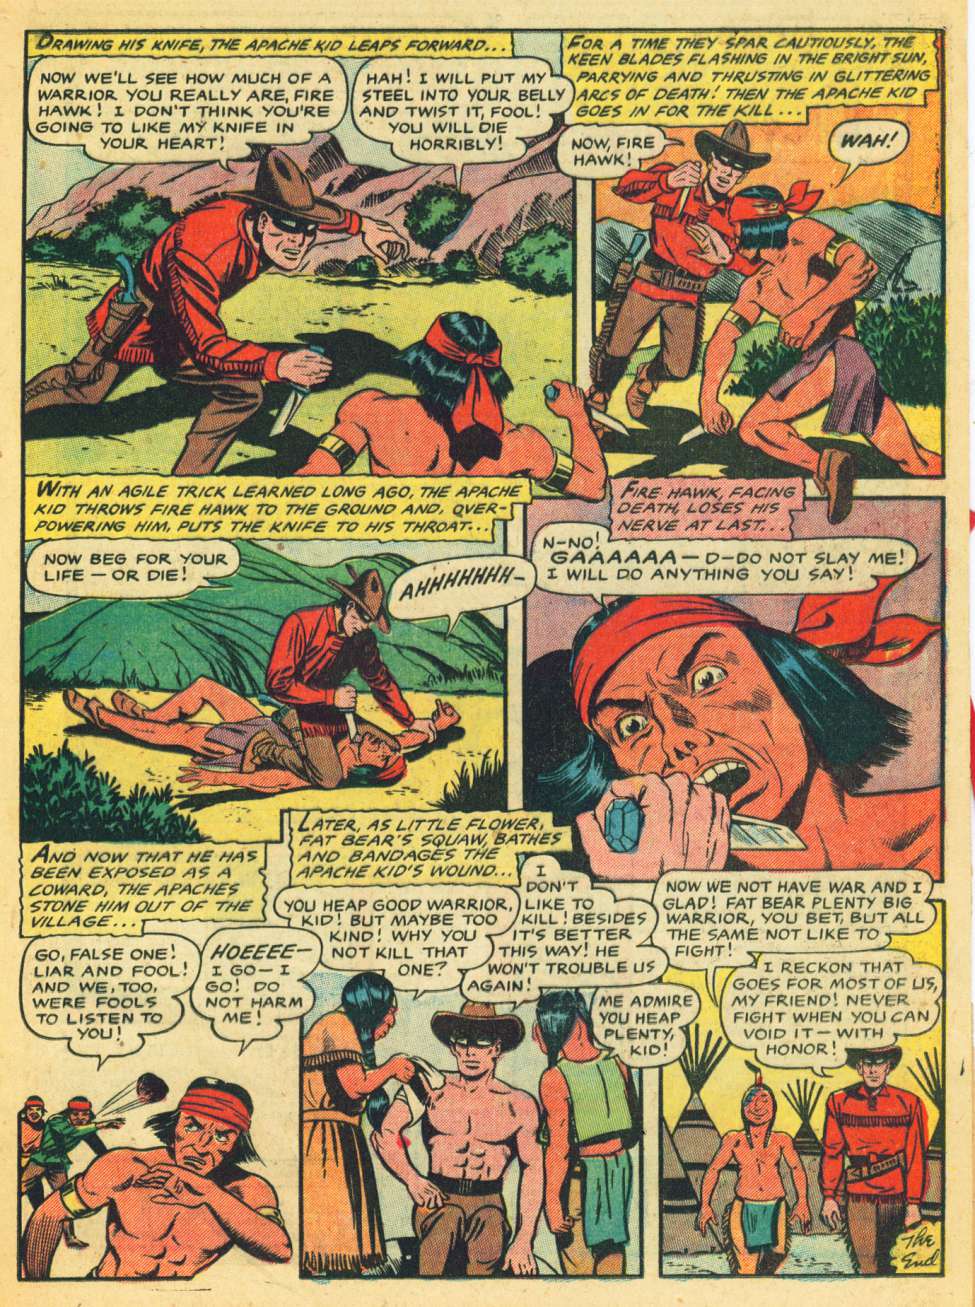 DRAWING HIS KNIFE, THE APACHE KID LEAPS FORWARD...
NOW WE'LL SEE HOW MUCH OF A
WARRIOR YOU REALLY ARE, FIRE
HAWK! I DON'T THINK YOU'RE
GOING TO LIKE MY KNIFE IN
YOUR HEART!
HAH! I WILL PUT MY
STEEL INTO YOUR BELLY
AND TWIST IT, FOOL!
YOU WILL DIE
HORRIBLY!
FOR A TIME THEY SPAR CAUTIOUSLY, THE
KEEN BLADES FLASHING IN THE BRIGHT SUN,
PARRYING AND THRUSTING IN GLITTERING
ARCS OF DEATH! THEN THE APACHE KID
GOES IN FOR THE KILL...
NOW, FIRE
HAWK!
WAH!
WITH AN AGILE TRICK LEARNED LONG AGO, THE APACHE
KID THROWS FIRE HAWK TO THE GROUND AND, OVER-
POWERING HIM, PUTS THE KNIFE TO HIS THROAT...
NOW BEG FOR YOUR
LIFE — OR DIE!
AHHHHHHH—
FIRE HAWK, FACING
DEATH, LOSES HIS
NERVE AT LAST...
N-NO!
GAAAAAA — D-DO NOT SLAY ME!
I WILL DO ANYTHING YOU SAY!
AND NOW THAT HE HAS
BEEN EXPOSED AS A
COWARD, THE APACHES
STONE HIM OUT OF THE
VILLAGE...
GO, FALSE ONE!
LIAR AND FOOL!
AND WE, TOO,
WERE FOOLS
TO LISTEN TO
YOU!
HOEEEE—
I GO — I
GO! DO
NOT HARM
ME!
LATER, AS LITTLE FLOWER,
FAT BEAR'S SQUAW, BATHES
AND BANDAGES THE
APACHE KID'S WOUND...
YOU HEAP GOOD WARRIOR,
KID! BUT MAYBE TOO
KIND! WHY YOU
NOT KILL THAT
ONE?
I
DON'T
LIKE TO
KILL! BESIDES
IT'S BETTER
THIS WAY! HE
WON'T TROUBLE US
AGAIN!
ME ADMIRE
YOU HEAP
PLENTY,
KID!
NOW WE NOT HAVE WAR AND I
GLAD! FAT BEAR PLENTY BIG
WARRIOR, YOU BET, BUT ALL
THE SAME NOT LIKE TO
FIGHT!
I RECKON THAT
GOES FOR MOST OF US,
MY FRIEND! NEVER
FIGHT WHEN YOU CAN
VOID IT — WITH
HONOR!
The
End